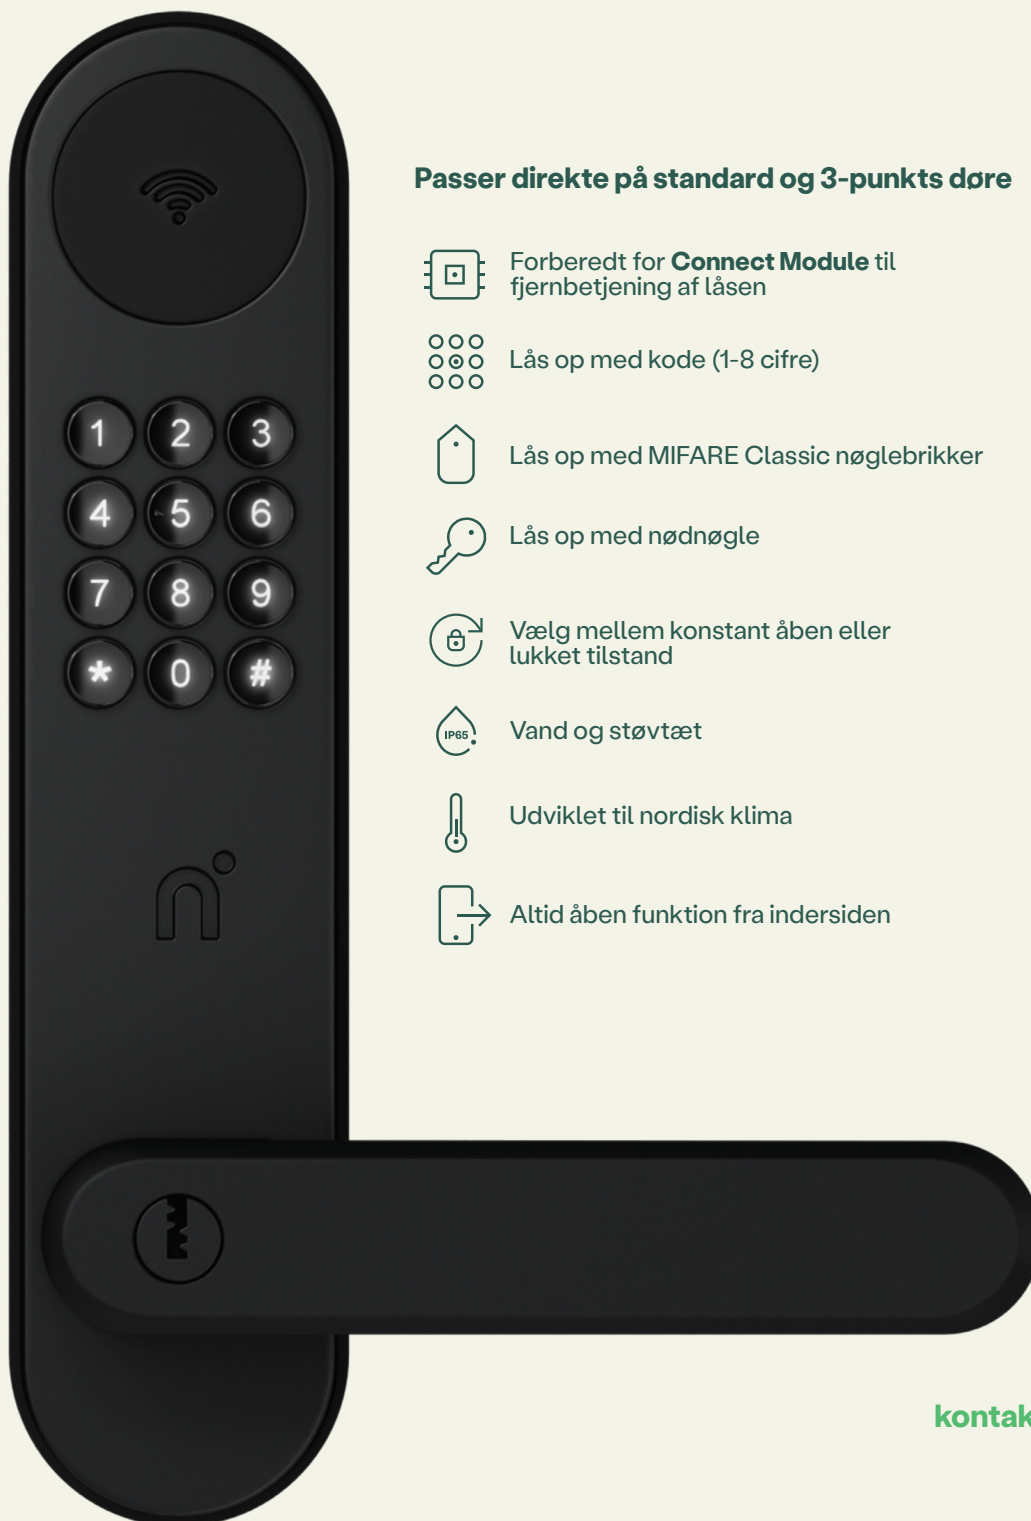 Passer direkte på standard og 3-punkts døre
Forberedt for Connect Module til
fjernbetjening af låsen
Lås op med kode (1-8 cifre)
Lås op med MIFARE Classic nøglebrikker
Lås op med nødnøgle
Vælg mellem konstant åben eller
lukket tilstand
IP65
Vand og støvtæt
Udviklet til nordisk klima
Altid åben funktion fra indersiden
1 2 3
4 5 6
7 8 9
* 0 #
n
kontak